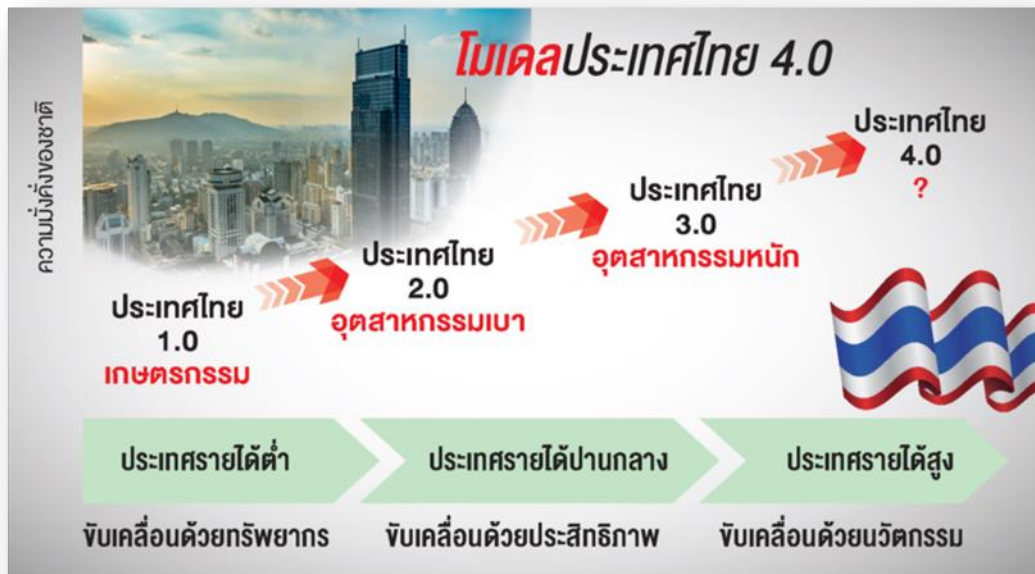 โมเดลประเทศไทย 4.0
ความมั่งคั่งของชาติ
ประเทศไทย
1.0
เกษตรกรรม
ประเทศไทย
2.0
อุตสาหกรรมเบา
ประเทศไทย
3.0
อุตสาหกรรมหนัก
ประเทศไทย
4.0
?
ประเทศรายได้ต่ำ
ประเทศรายได้ปานกลาง
ประเทศรายได้สูง
ขับเคลื่อนด้วยทรัพยากร
ขับเคลื่อนด้วยประสิทธิภาพ
ขับเคลื่อนด้วยนวัตกรรม